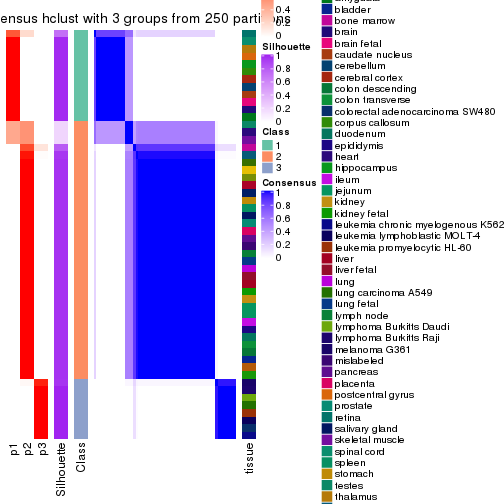 ensus hclust with 3 groups from 250 partitions
0.4
0.2
0
Silhouette
1
0.8
0.6
0.4
0.2
0
Class
1
2
3
Consensus
1
0.8
0.6
0.4
0.2
0
p1
p2
p3
Silhouette
Class
tissue
bladder
bone marrow
brain
brain fetal
caudate nucleus
cerebellum
cerebral cortex
colon descending
colon transverse
colorectal adenocarcinoma SW480
corpus callosum
duodenum
epididymis
heart
hippocampus
ileum
jejunum
kidney
kidney fetal
leukemia chronic myelogenous K562
leukemia lymphoblastic MOLT-4
leukemia promyelocytic HL-60
liver
liver fetal
lung
lung carcinoma A549
lung fetal
lymph node
lymphoma Burkitts Daudi
lymphoma Burkitts Raji
melanoma G361
mislabeled
pancreas
placenta
postcentral gyrus
prostate
retina
salivary gland
skeletal muscle
spinal cord
spleen
stomach
testes
thalamus